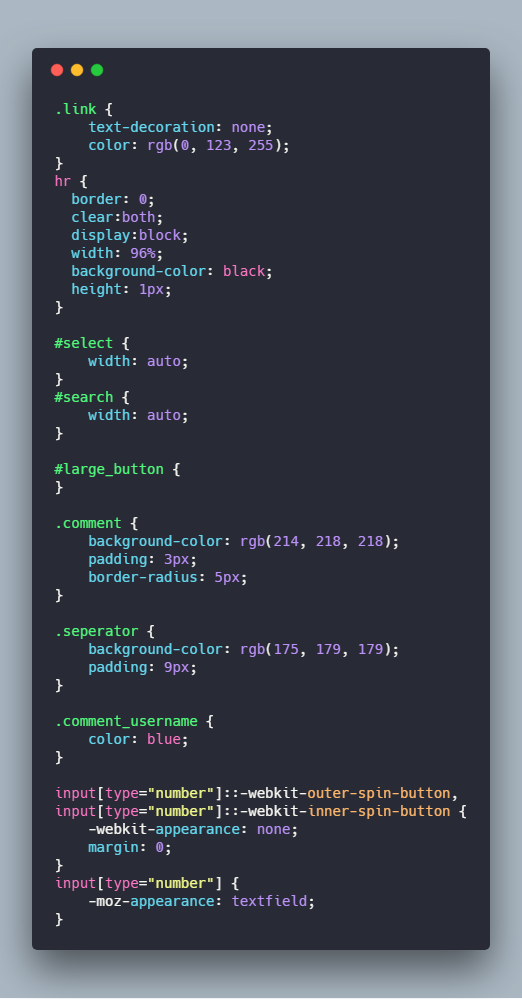 .link {
    text-decoration: none;
    color: rgb(0, 123, 255);
}
hr {
  border: 0;
  clear:both;
  display:block;
  width: 96%;
  background-color: black;
  height: 1px;
}

#select {
    width: auto;
}
#search {
    width: auto;
}

#large_button {
}

.comment {
    background-color: rgb(214, 218, 218);
    padding: 3px;
    border-radius: 5px;
}

.seperator {
    background-color: rgb(175, 179, 179);
    padding: 9px;
}

.comment_username {
    color: blue;
}

input[type="number"]::-webkit-outer-spin-button,
input[type="number"]::-webkit-inner-spin-button {
    -webkit-appearance: none;
    margin: 0;
}
input[type="number"] {
    -moz-appearance: textfield;
}